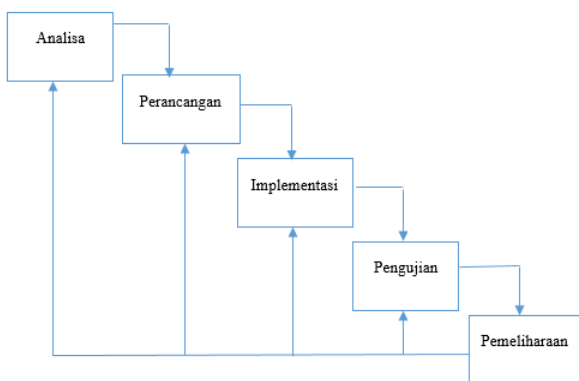 Analisa
Perancangan
Implementasi
Pengujian
Pemeliharaan